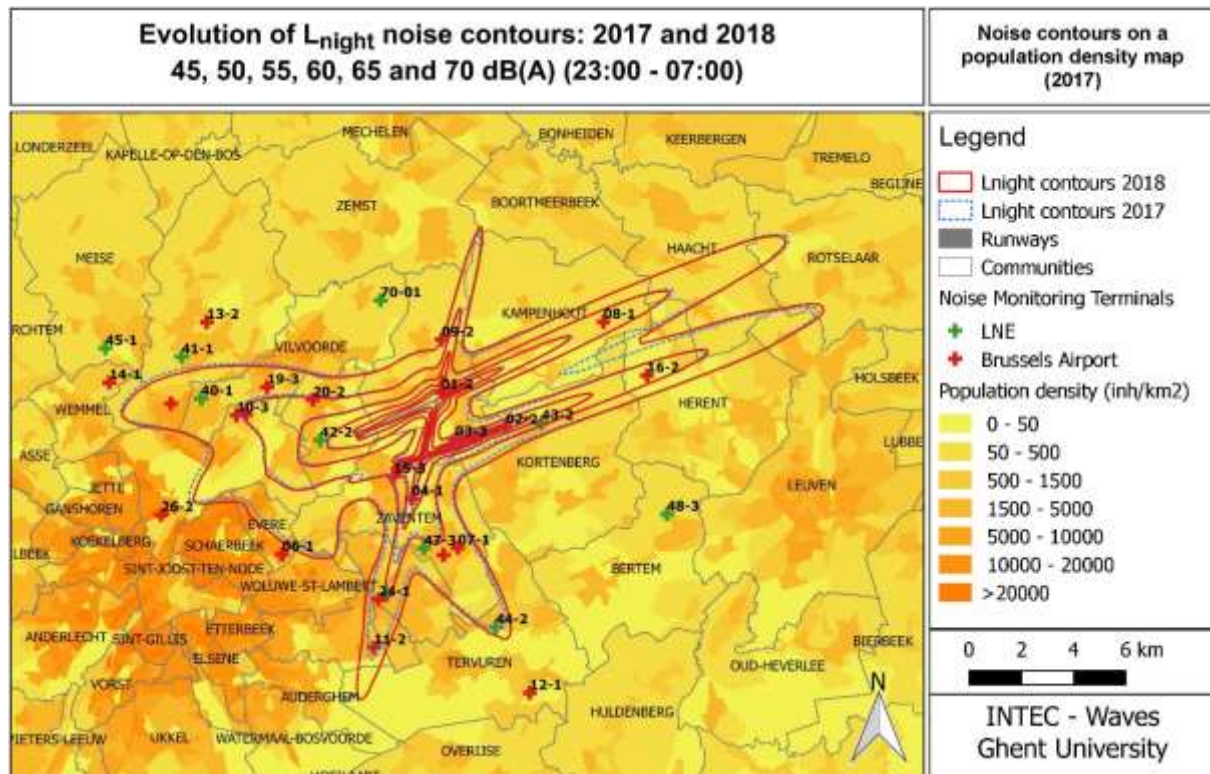 Evolution of Lnight noise contours: 2017 and 2018
45, 50, 55, 60, 65 and 70 dB(A) (23:00 - 07:00)
Noise contours on a
population density map
(2017)
MECHELEN
BONHEIDEN
KEERBERGEN
LONDERZEEL
KAPELLE-OP-DEN-BOS
TREMELO
BEGIJNE
ZEMST
BOORTMEERBEEK
HAACHT
ROTSELAAR
MEISE
70-01
KAMPENHOUT
08-1
13-2
RCHTEM
45-1
41-1
VILVOORDE
09-2
14-1
19-3
20-2
01-2
16-2
HOLSBEEK
WEMMEL
40-1
10-3
HERENT
42-2
03-3
02-2
43-2
LUBBE
ASSE
15-3
KORTENBERG
JETTE
04-1
LEUVEN
GANSHOREN
26-2
ZAVENTEM
48-3
EVERE
KOEKELBERG
SCHAERBEEK
06-1
47-3
07-1
LBEEK
SINT-JOOST-TEN-NODE
BERTEM
WOLUWE-ST-LAMBERT
24-1
ETTERBEEK
44-2
ANDERLECHT
SINT-GILLIS
11-2
BIERBEEK
ELSENE
TERVUREN
OUD-HEVERLEE
VORST
AUDERGHEM
12-1
HULDENBERG
PIETERS-LEEUW
UKKEL
WATERMAAL-BOSVOORDE
OVERIJSE
N
Legend
Lnight contours 2018
Lnight contours 2017
Runways
Communities
Noise Monitoring Terminals
LNE
Brussels Airport
Population density (inh/km2)
0 - 50
50 - 500
500 - 1500
1500 - 5000
5000 - 10000
10000 - 20000
>20000
0 2 4 6 km
INTEC - Waves
Ghent University